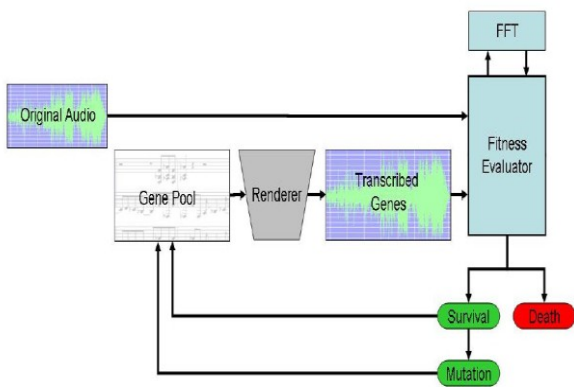 FFT
Original Audio
Fitness
Evaluator
Gene Pool
Renderer
Transcribed
Genes
Survival
Death
Mutation